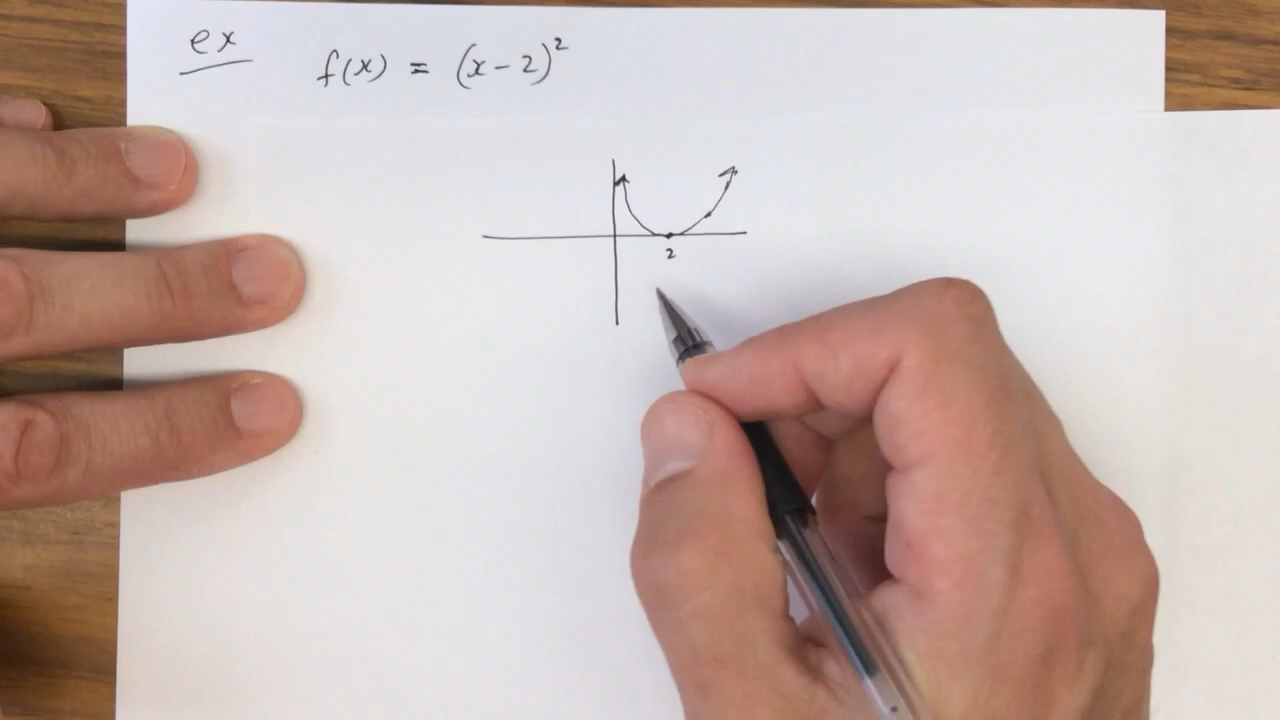 ex f(x) = (x-2)²
2